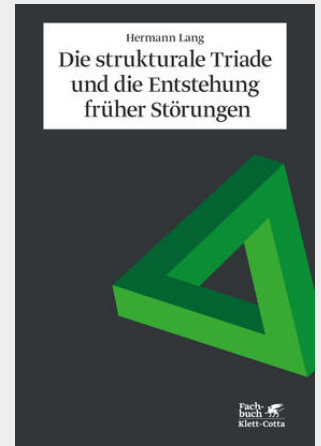 Hermann Lang
Die strukturale Triade
und die Entstehung
früher Störungen
Fach-
buch
Klett-Cotta